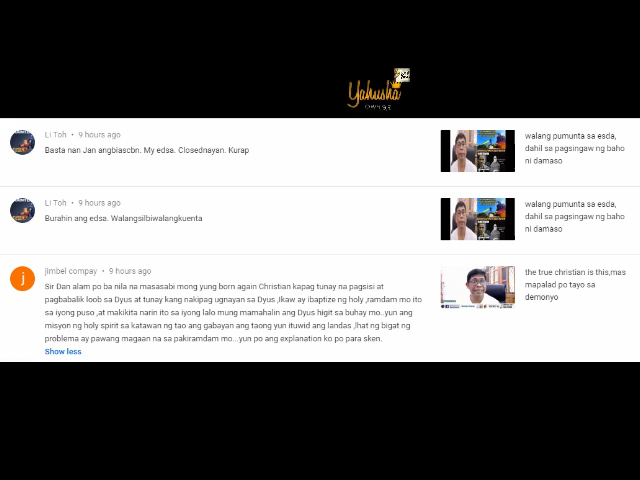 Yahusha
Li Toh • 9 hours ago
Basta nan Jan angbiascbn. My edsa. Closednayan. Kurap
walang pumunta sa esda,
dahil sa pagsingaw ng baho
ni damaso
Li Toh • 9 hours ago
Burahin ang edsa. Walangsilbiwalangkuenta
walang pumunta sa esda,
dahil sa pagsingaw ng baho
ni damaso
j
jimbel compay • 9 hours ago
Sir Dan alam po ba nila na masasabi mong yung born again Christian kapag tunay na pagsisi at
pagbabalik loob sa Dyus at tunay kang nakipag ugnayan sa Dyus ,Ikaw ay ibaptize ng holy ,ramdam mo ito
sa iyong puso ,at makikita narin ito sa iyong lalo mung mamahalin ang Dyus higit sa buhay mo..yun ang
misyon ng holy spirit sa katawan ng tao ang gabayan ang taong yun ituwid ang landas ,lhat ng bigat ng
problema ay pawang magaan na sa pakiramdam mo...yun po ang explanation ko po para sken.
Show less
the true christian is this,mas
mapalad po tayo sa
demonyo